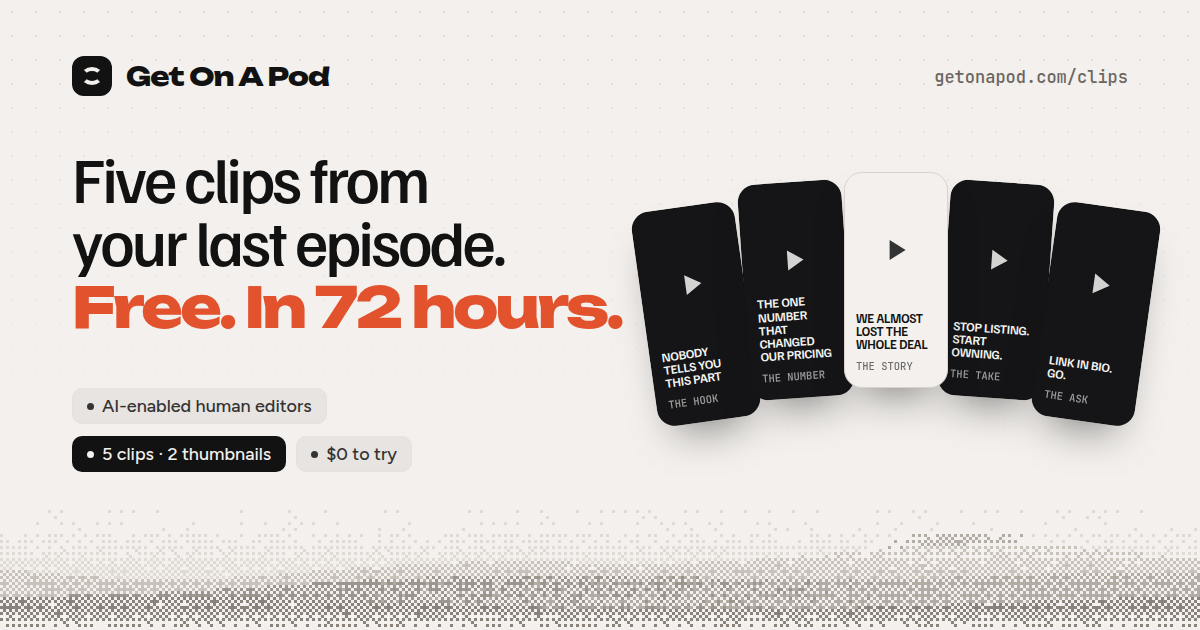 Get On A Pod
getonapod.com/clips
Five clips from
your last episode.
Free. In 72 hours.
AI-enabled human editors
5 clips · 2 thumbnails
$0 to try
NOBODY
TELLS YOU
THIS PART
THE HOOK
THE ONE
NUMBER
THAT
CHANGED
OUR PRICING
THE NUMBER
WE ALMOST
LOST THE
WHOLE DEAL
THE STORY
STOP LISTING.
START
OWNING.
THE TAKE
LINK IN BIO.
GO.
THE ASK